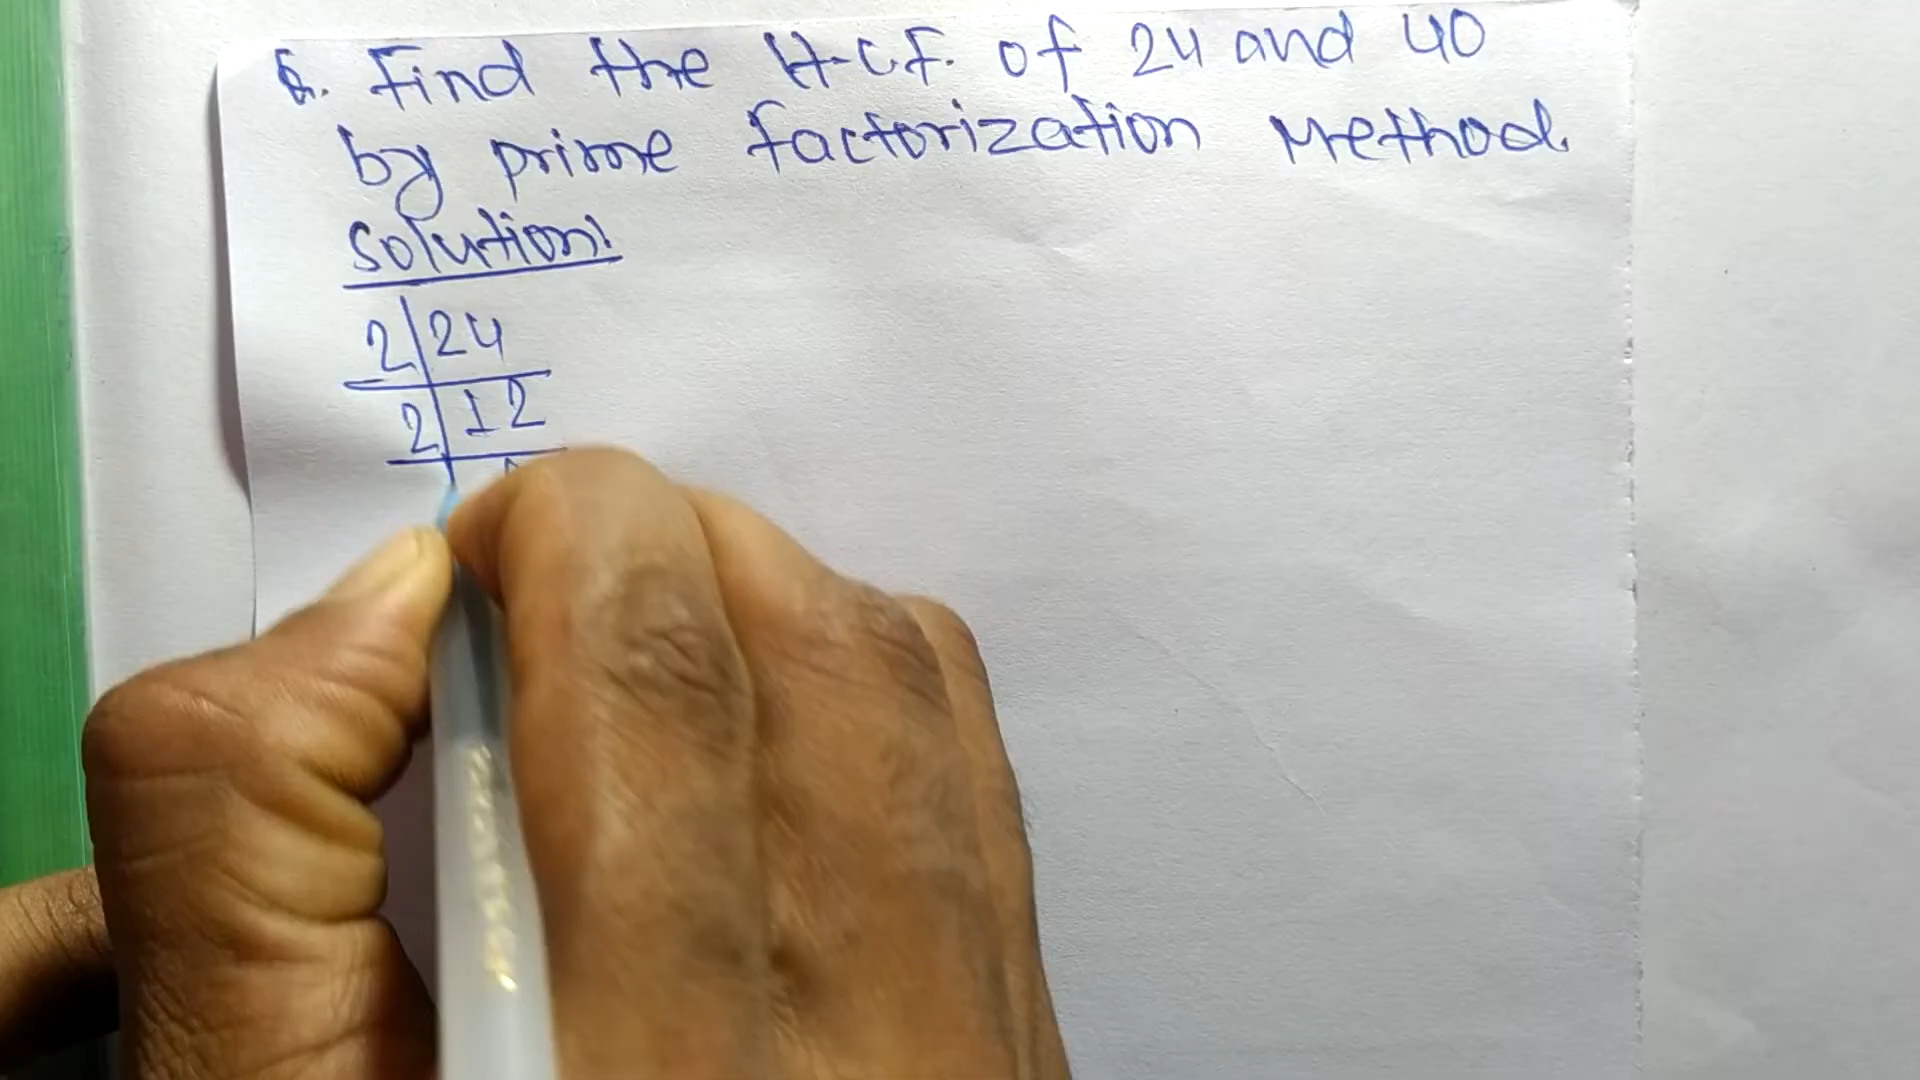 Q. Find the H.C.F. of 24 and 40
by prime factorization Method.
Solution:
2 | 24
2 | 12